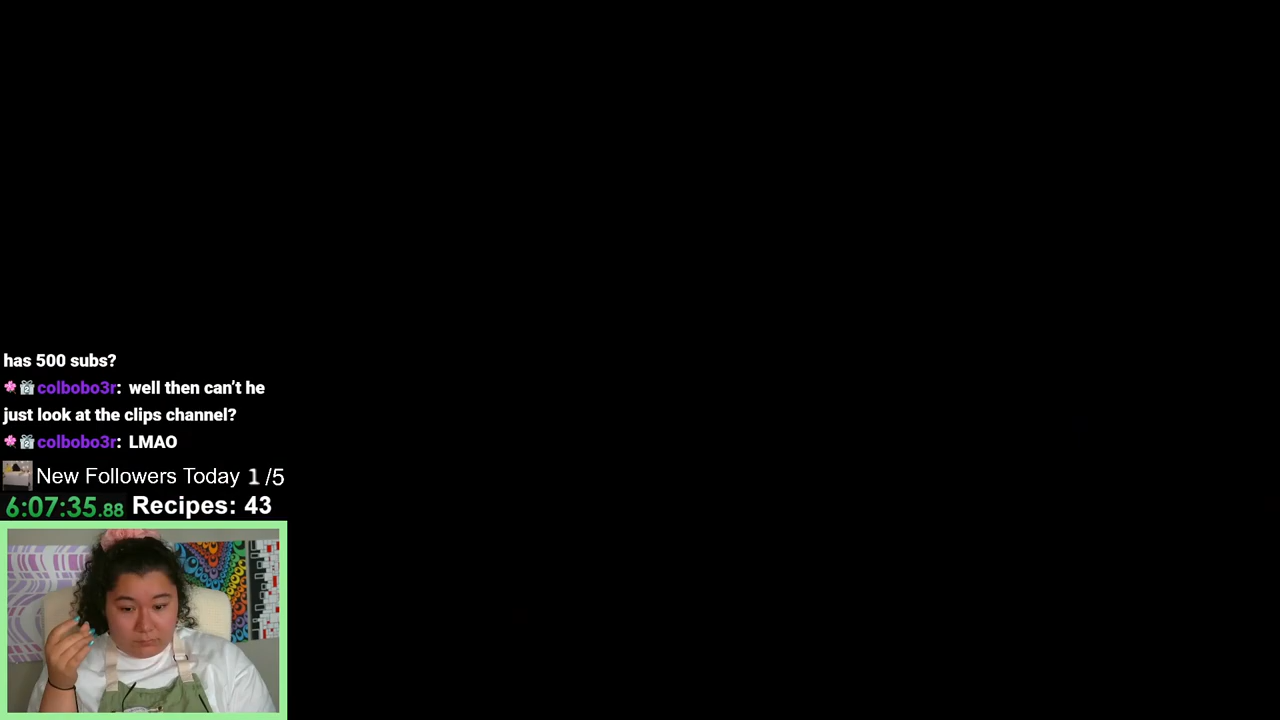 has 500 subs?
colbobo3r: well then can't he
just look at the clips channel?
colbobo3r: LMAO
New Followers Today 1/5
6:07:35.88 Recipes: 43